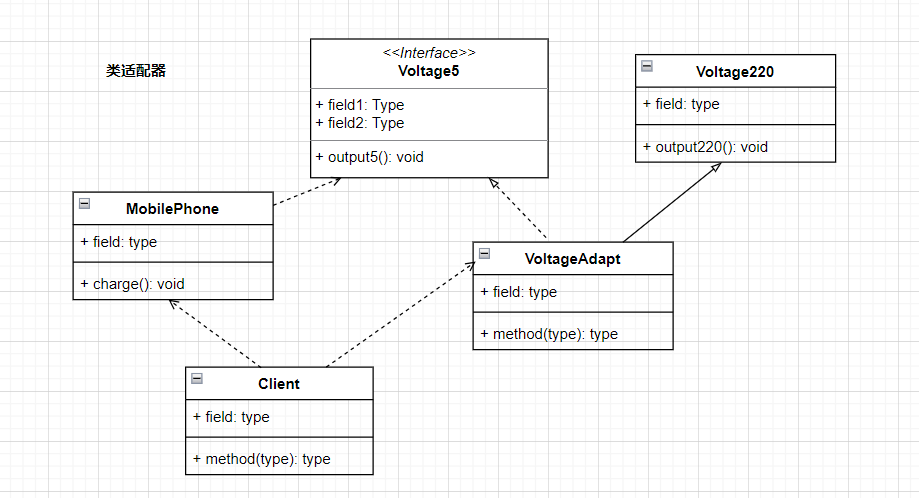 类适配器
<<Interface>>
Voltage5
+ field1: Type
+ field2: Type
+ output5(): void
Voltage220
+ field: type
+ output220(): void
MobilePhone
+ field: type
+ charge(): void
VoltageAdapt
+ field: type
+ method(type): type
Client
+ field: type
+ method(type): type